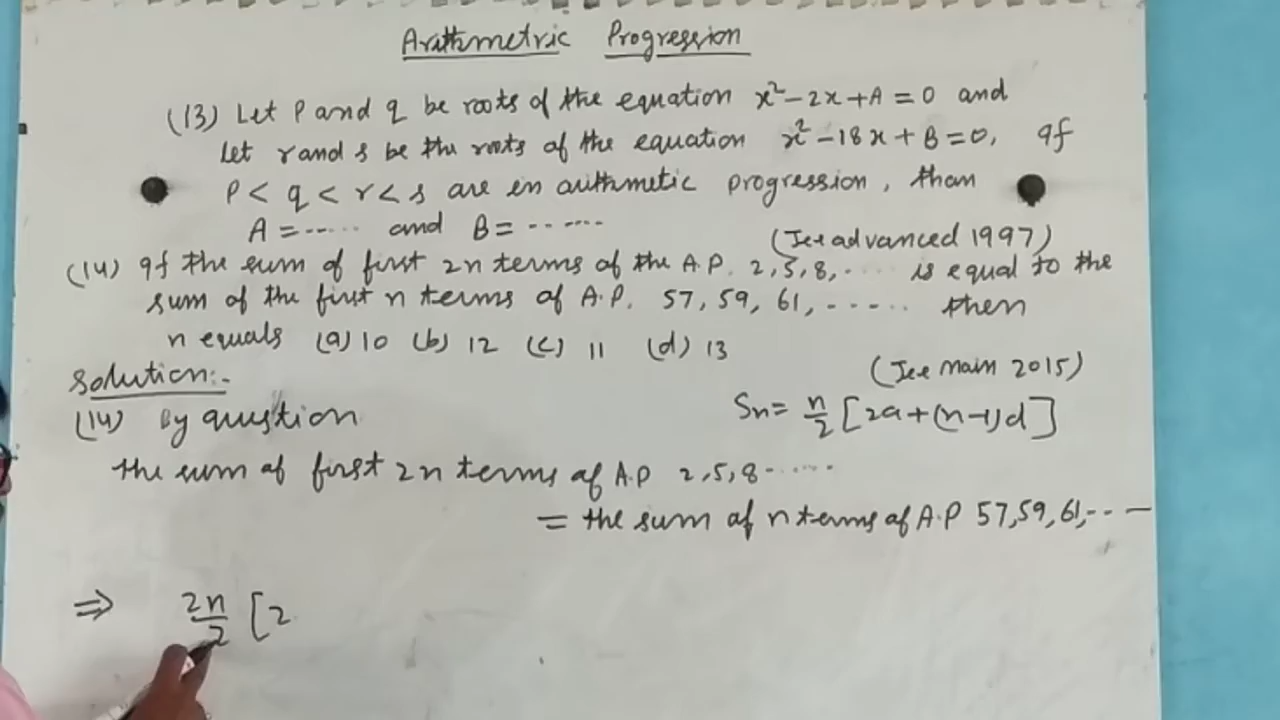 Arithmetric Progression
(13) Let P and q be roots of the equation x² - 2x + A = 0 and
Let r and s be the roots of the equation x² - 18x + B = 0, If
P < q < r < s are in arithmetic progression, than
A = ..... and B = .......
(Jee advanced 1997)
(14) If the sum of first 2n terms of the A.P. 2, 5, 8, ..... is equal to the
sum of the first n terms of A.P. 57, 59, 61, ...... then
n equals (a) 10 (b) 12 (c) 11 (d) 13
(Jee main 2015)
Solution:-
(14) By question
Sn = n/2 [2a + (n-1)d]
the sum of first 2n terms of A.P 2, 5, 8 ......
= the sum of n terms of A.P 57, 59, 61, ...
⇒ 2n/2 [2